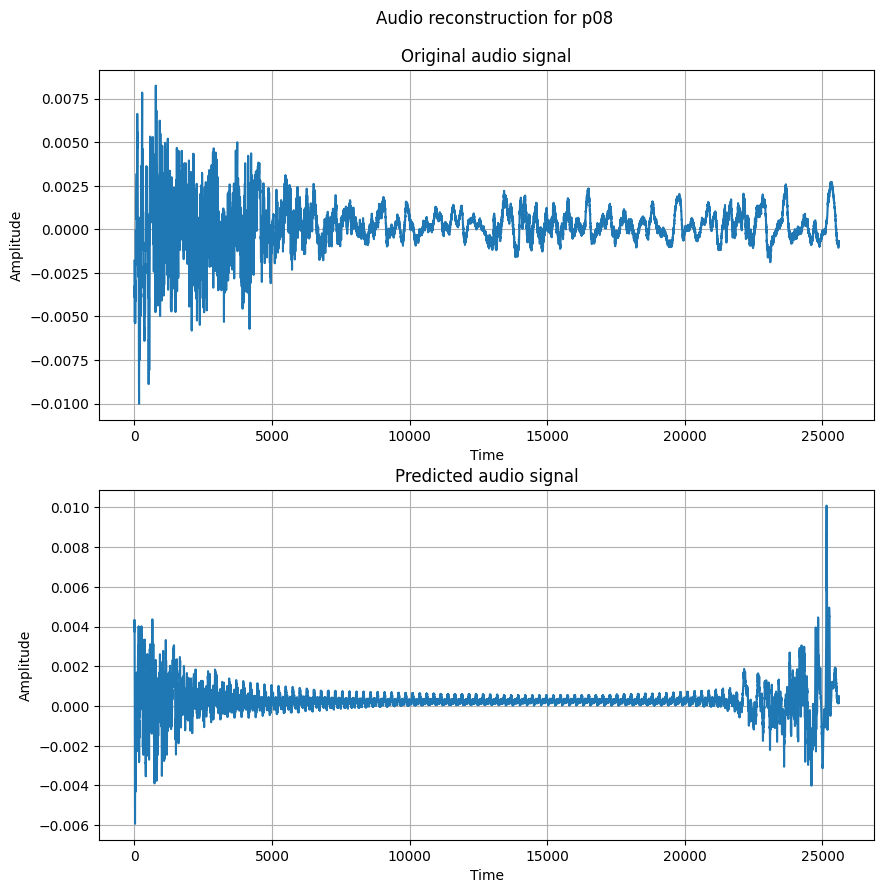 Audio reconstruction for p08
Original audio signal
0.0075
0.0050
0.0025
0.0000
−0.0025
−0.0050
−0.0075
−0.0100
Amplitude
0 5000 10000 15000 20000 25000
Time
Predicted audio signal
0.010
0.008
0.006
0.004
0.002
0.000
−0.002
−0.004
−0.006
Amplitude
0 5000 10000 15000 20000 25000
Time